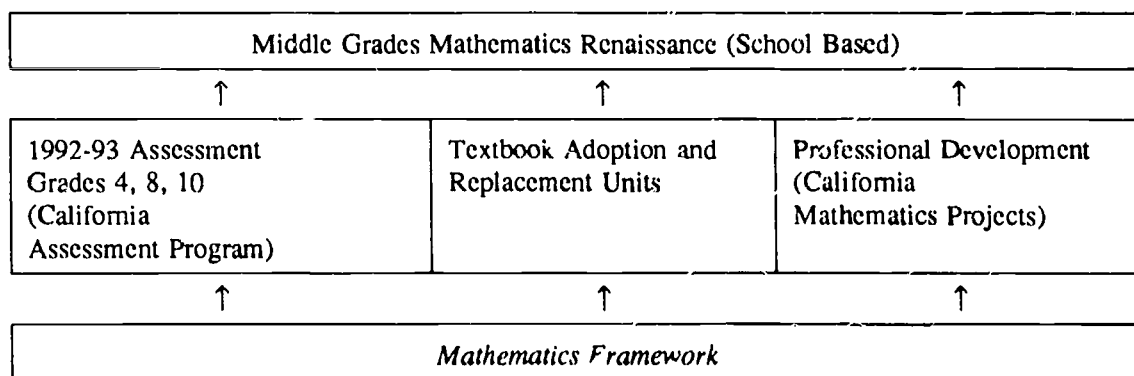 Middle Grades Mathematics Renaissance (School Based)
↑ ↑ ↑
1992-93 Assessment
Grades 4, 8, 10
(California
Assessment Program)
Textbook Adoption and
Replacement Units
Professional Development
(California
Mathematics Projects)
↑ ↑ ↑
Mathematics Framework